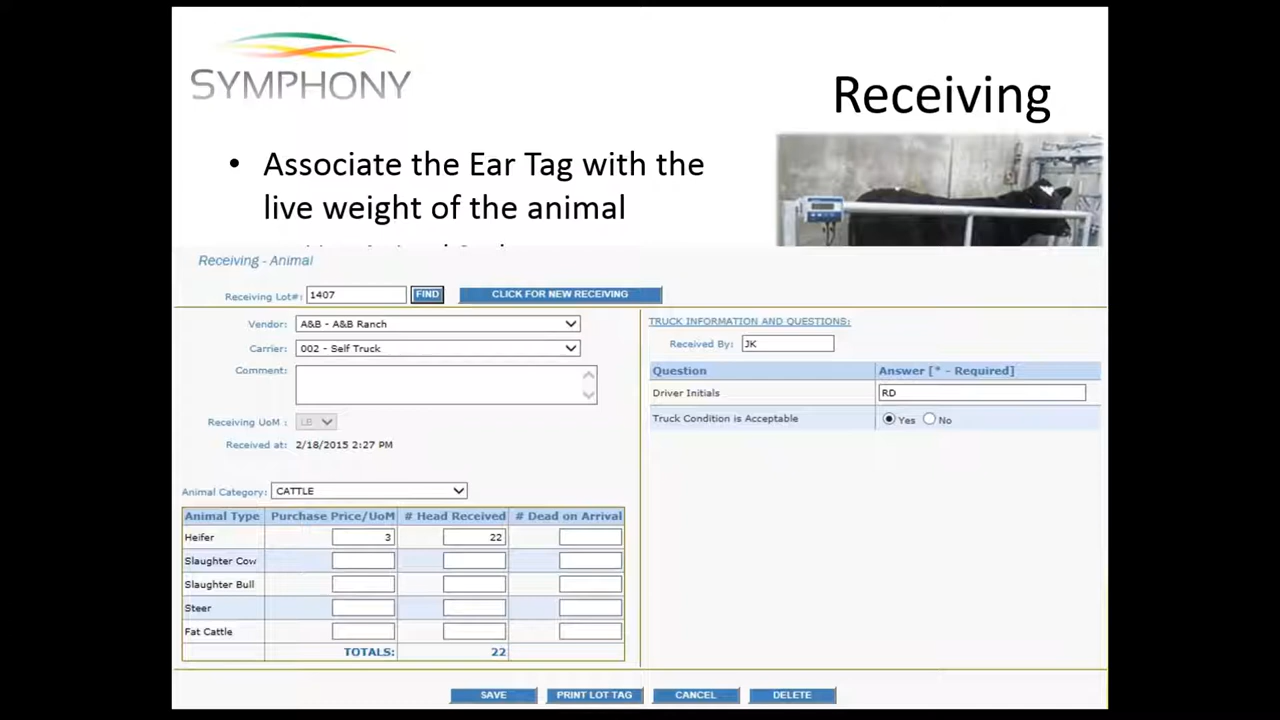 SYMPHONY
Receiving
• Associate the Ear Tag with the
live weight of the animal
Receiving - Animal
Receiving Lot#: 1407 FIND CLICK FOR NEW RECEIVING
Vendor: A&B - A&B Ranch
Carrier: 002 - Self Truck
Comment:
Receiving UoM : LB
Received at: 2/18/2015 2:27 PM
TRUCK INFORMATION AND QUESTIONS:
Received By: JK
Question Answer [* - Required]
Driver Initials RD
Truck Condition is Acceptable Yes No
Animal Category: CATTLE
Animal Type Purchase Price/UoM # Head Received # Dead on Arrival
Heifer 3 22
Slaughter Cow
Slaughter Bull
Steer
Fat Cattle
TOTALS: 22
SAVE PRINT LOT TAG CANCEL DELETE